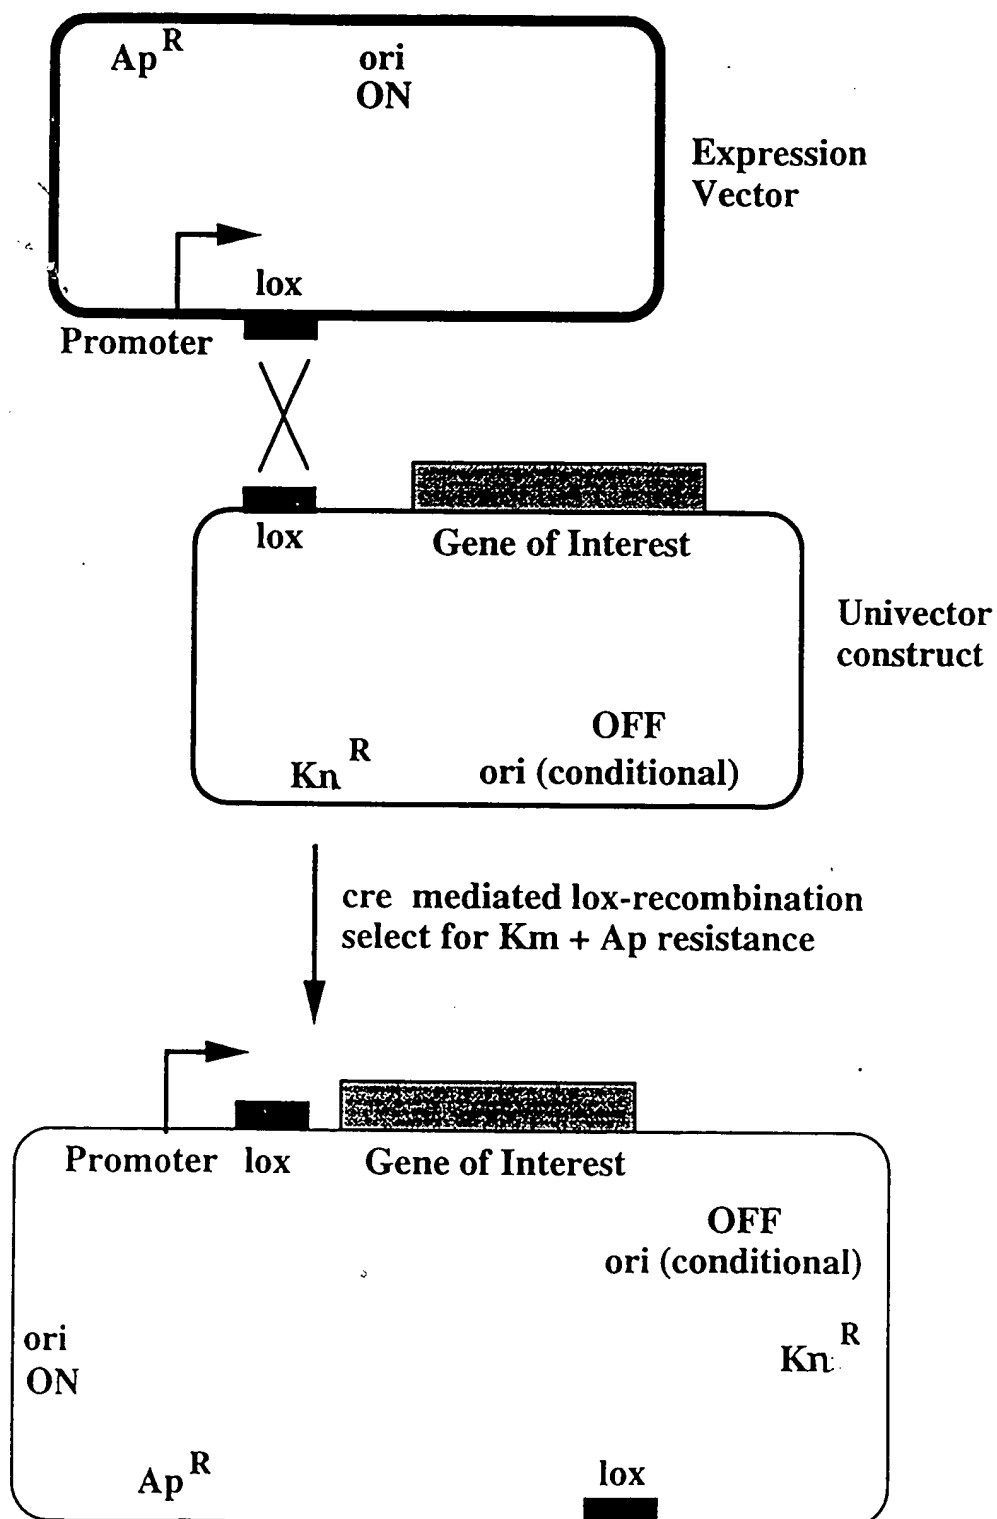 Ap R
ori
ON
Expression
Vector
lox
Promoter
lox
Gene of Interest
Univector
construct
OFF
Kn R
ori (conditional)
cre mediated lox-recombination
select for Km + Ap resistance
Promoter lox
Gene of Interest
OFF
ori (conditional)
ori
ON
Kn R
Ap R
lox